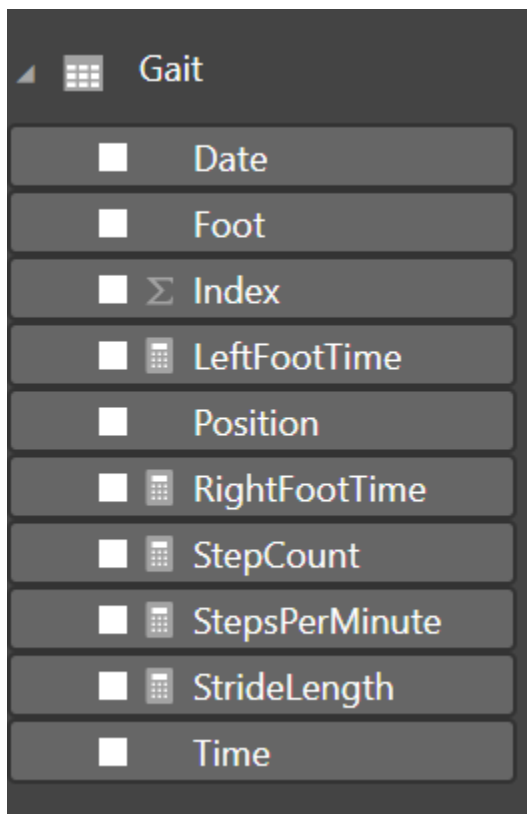 Gait
Date
Foot
Σ Index
LeftFootTime
Position
RightFootTime
StepCount
StepsPerMinute
StrideLength
Time